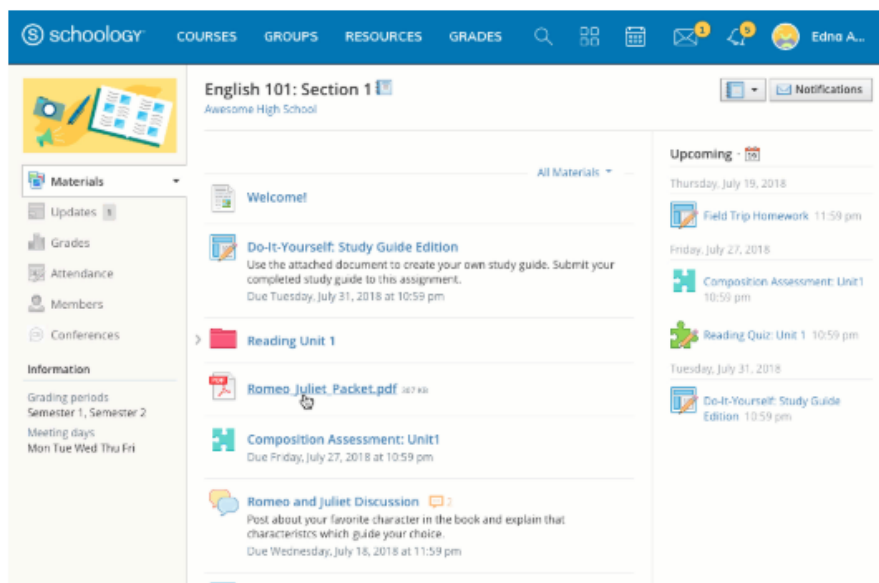 schoology
COURSES
GROUPS
RESOURCES
GRADES
1
5
Edna A...
English 101: Section 1
Awesome High School
Notifications
Materials
Updates 1
Grades
Attendance
Members
Conferences
Information
Grading periods
Semester 1, Semester 2
Meeting days
Mon Tue Wed Thu Fri
All Materials
Welcome!
Do-It-Yourself: Study Guide Edition
Use the attached document to create your own study guide. Submit your
completed study guide to this assignment.
Due Tuesday, July 31, 2018 at 10:59 pm
Reading Unit 1
Romeo_Juliet_Packet.pdf 307 KB
Composition Assessment: Unit1
Due Friday, July 27, 2018 at 10:59 pm
Romeo and Juliet Discussion 2
Post about your favorite character in the book and explain that
characteristcs which guide your choice.
Due Wednesday, July 18, 2018 at 11:59 pm
Upcoming ·
Thursday, July 19, 2018
Field Trip Homework 11:59 pm
Friday, July 27, 2018
Composition Assessment: Unit1
10:59 pm
Reading Quiz: Unit 1 10:59 pm
Tuesday, July 31, 2018
Do-It-Yourself: Study Guide
Edition 10:59 pm